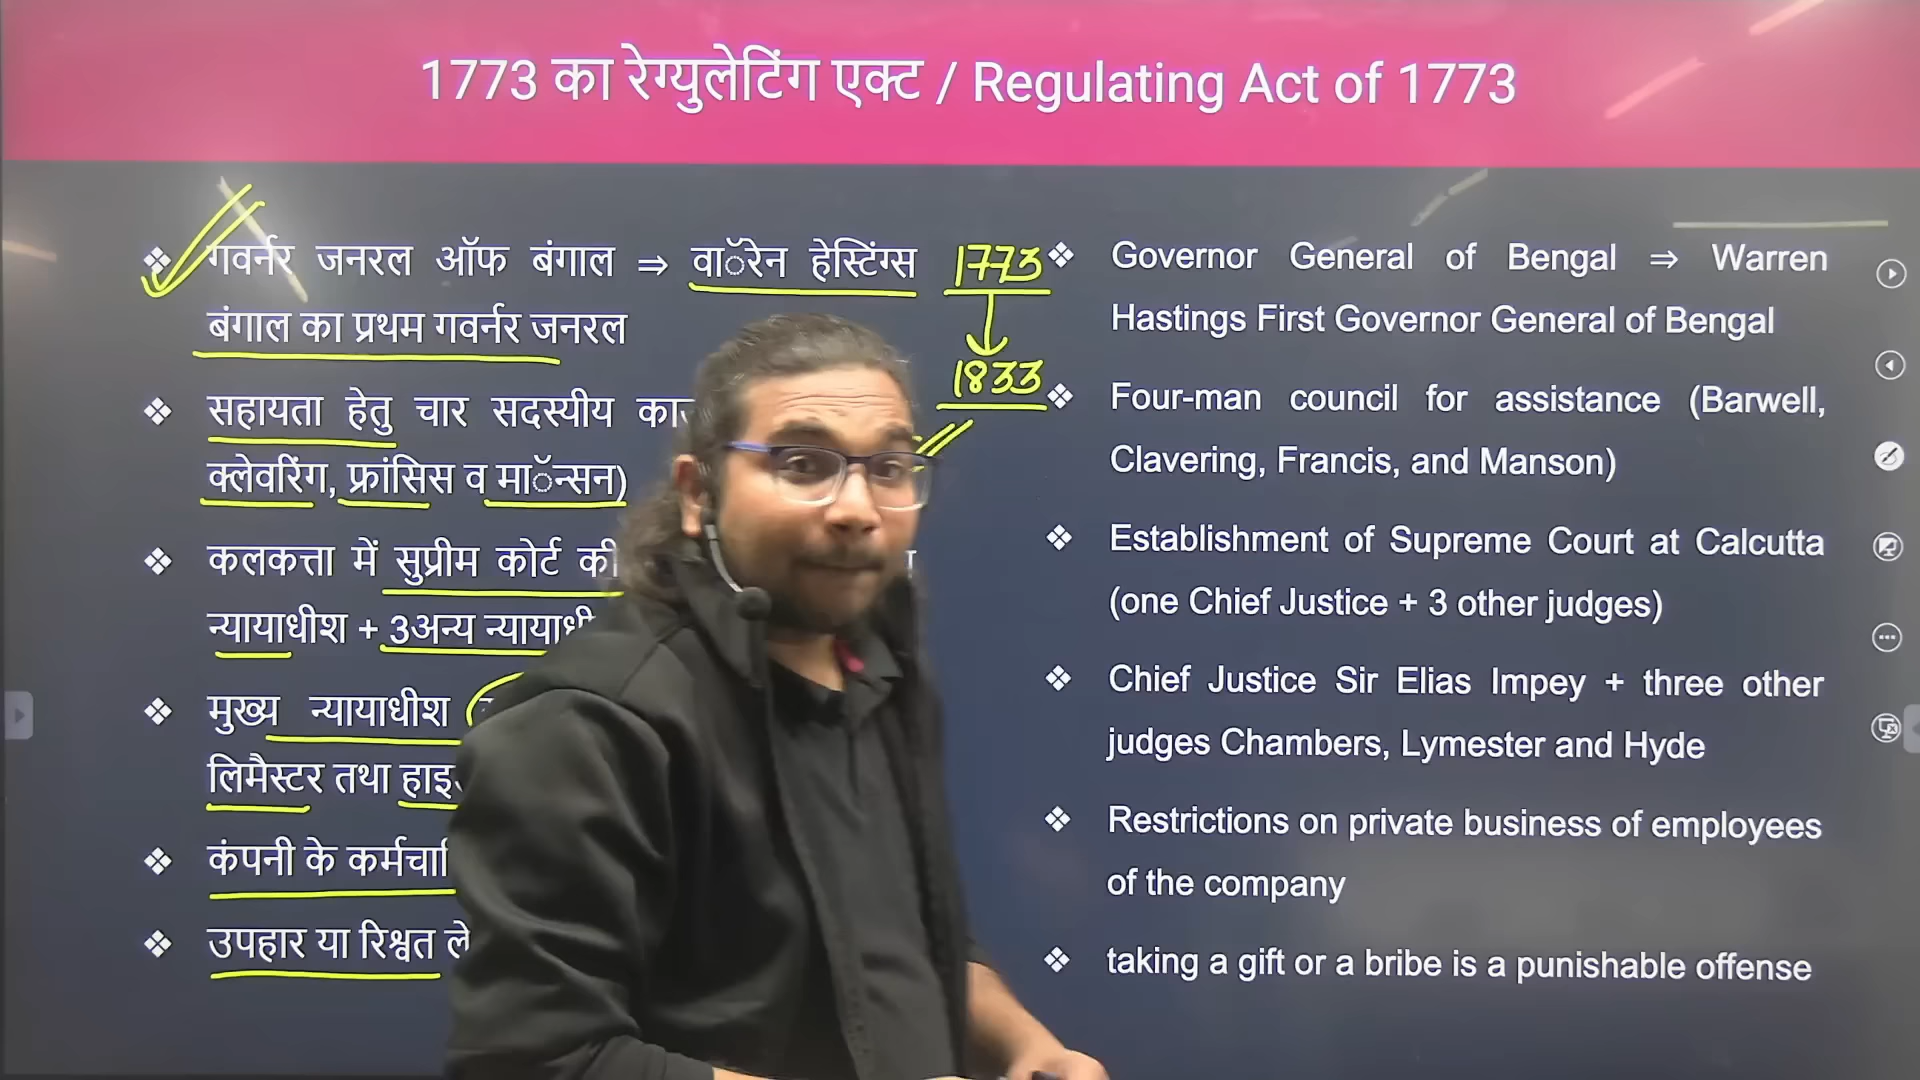 1773 का रेग्युलेटिंग एक्ट / Regulating Act of 1773
❖ गवर्नर जनरल ऑफ बंगाल ⇒ वाॅरेन हेस्टिंग्स
बंगाल का प्रथम गवर्नर जनरल
❖ सहायता हेतु चार सदस्यीय
क्लेवरिंग, फ्रांसिस व माॅन्सन)
❖ कलकत्ता में सुप्रीम कोर्ट की
न्यायाधीश + 3अन्य
❖ मुख्य न्यायाधीश
लिमैस्टर तथा
❖ कंपनी के
❖ उपहार या रिश्वत
1773
1833
❖ Governor General of Bengal ⇒ Warren
Hastings First Governor General of Bengal
❖ Four-man council for assistance (Barwell,
Clavering, Francis, and Manson)
❖ Establishment of Supreme Court at Calcutta
(one Chief Justice + 3 other judges)
❖ Chief Justice Sir Elias Impey + three other
judges Chambers, Lymester and Hyde
❖ Restrictions on private business of employees
of the company
❖ taking a gift or a bribe is a punishable offense